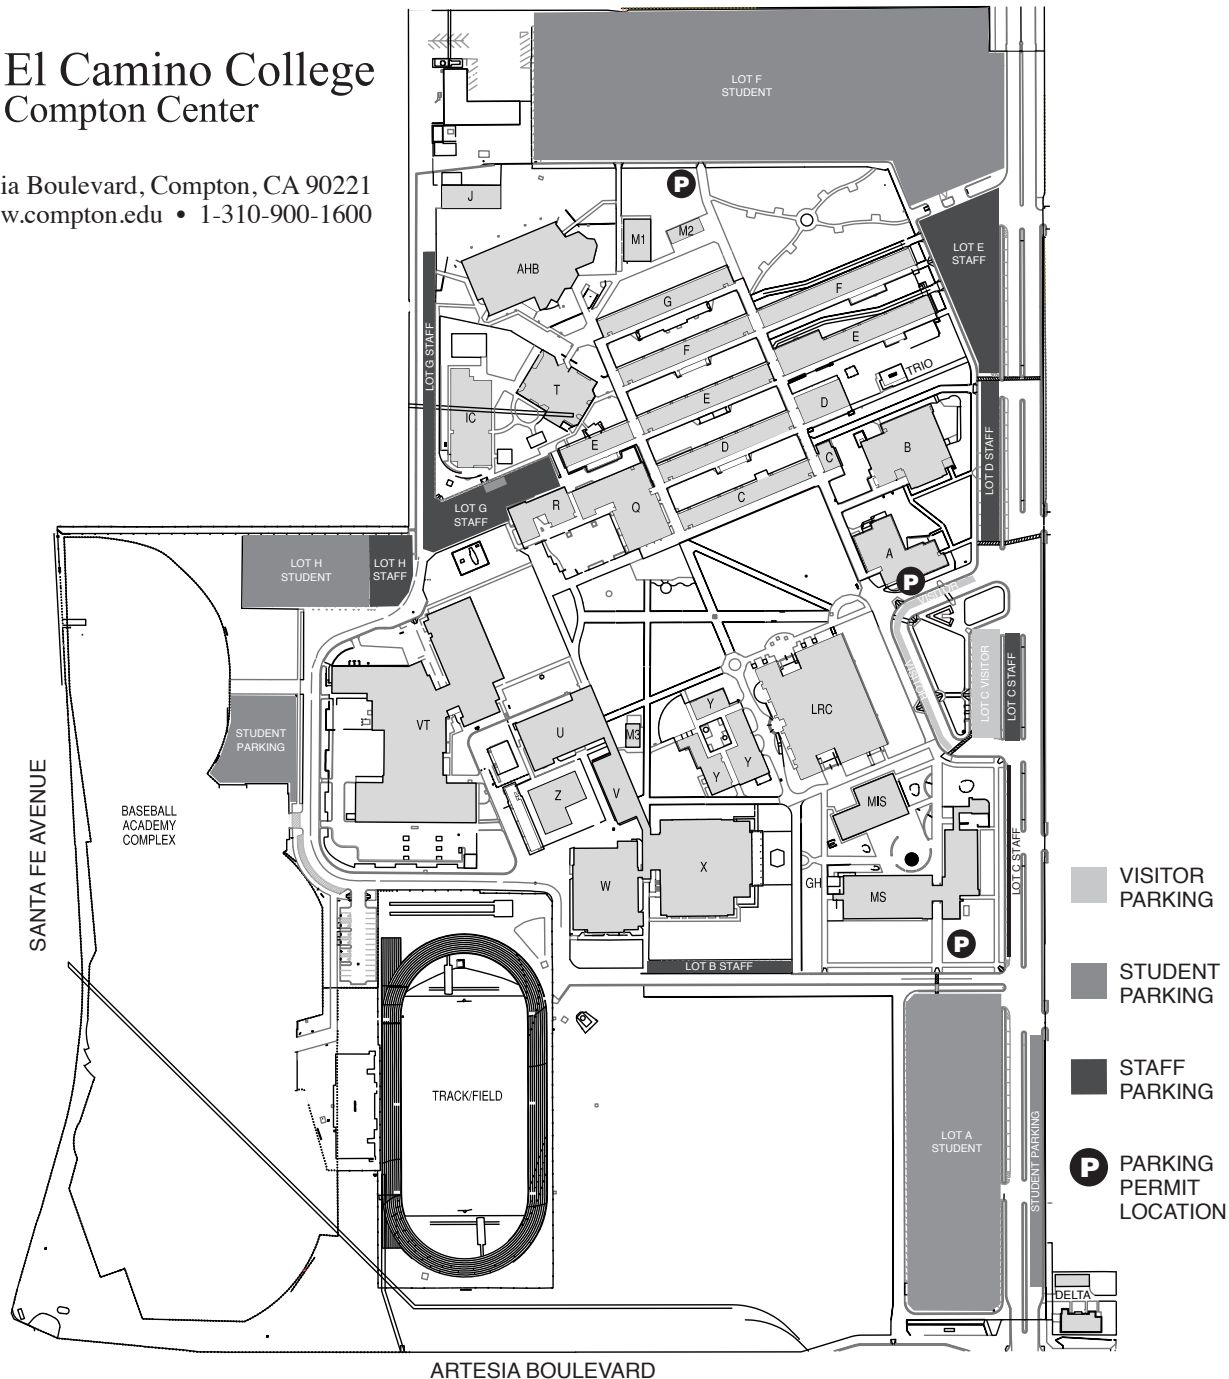 El Camino College
Compton Center
ia Boulevard, Compton, CA 90221
w.compton.edu • 1-310-900-1600
LOT F
STUDENT
J
M1
M2
AHB
LOT E
STAFF
G
F
F
E
LOT G STAFF
T
E
TRIO
D
IC
E
D
B
C
LOT D STAFF
C
R
Q
LOT G
STAFF
A
LOT H
STUDENT
LOT H
STAFF
P
P
VISITOR
VISITOR
LOT C VISITOR
LOT C STAFF
LRC
Y
Y
Y
VT
U
M3
STUDENT
PARKING
Z
V
MIS
BASEBALL
ACADEMY
COMPLEX
SANTA FE AVENUE
W
X
GH
MS
LOT C STAFF
P
LOT B STAFF
TRACK/FIELD
LOT A
STUDENT
STUDENT PARKING
DELTA
ARTESIA BOULEVARD
VISITOR
PARKING
STUDENT
PARKING
STAFF
PARKING
P
PARKING
PERMIT
LOCATION